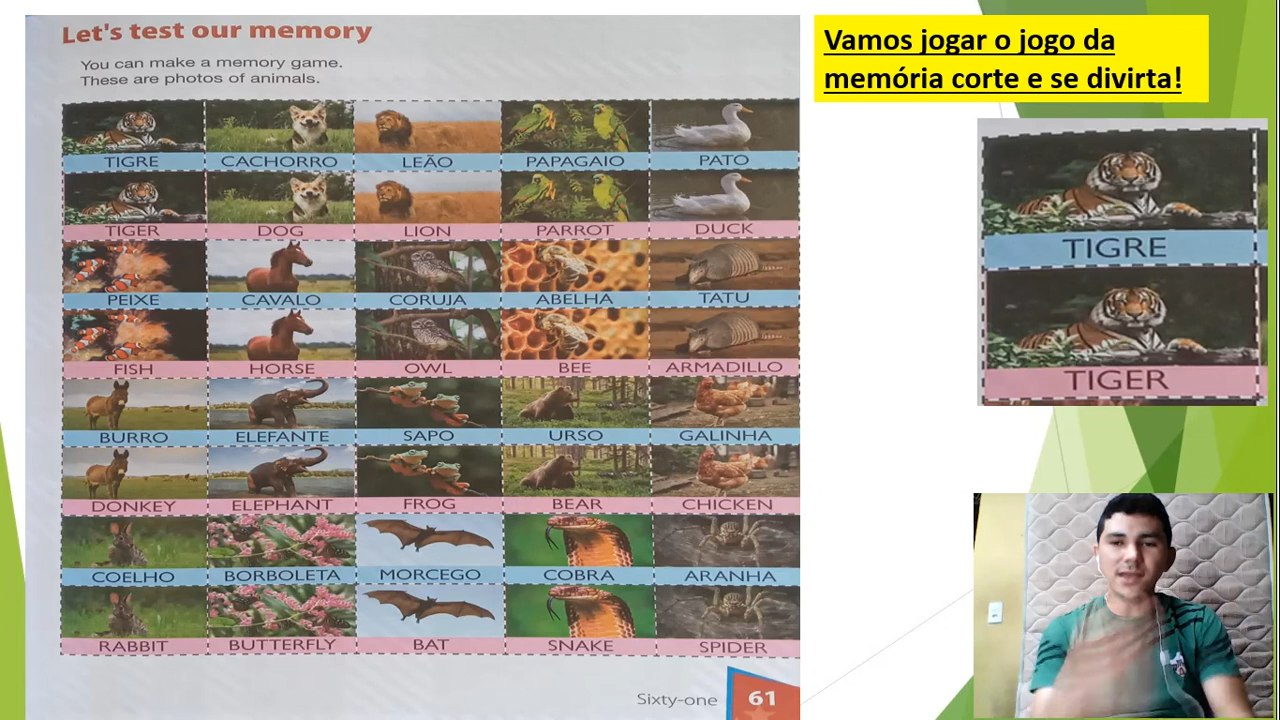 Let's test our memory
You can make a memory game.
These are photos of animals.
TIGRE CACHORRO LEÃO PAPAGAIO PATO
TIGER DOG LION PARROT DUCK
PEIXE CAVALO CORUJA ABELHA TATU
FISH HORSE OWL BEE ARMADILLO
BURRO ELEFANTE SAPO URSO GALINHA
DONKEY ELEPHANT FROG BEAR CHICKEN
COELHO BORBOLETA MORCEGO COBRA ARANHA
RABBIT BUTTERFLY BAT SNAKE SPIDER
Sixty-one 61
Vamos jogar o jogo da
memória corte e se divirta!
TIGRE
TIGER